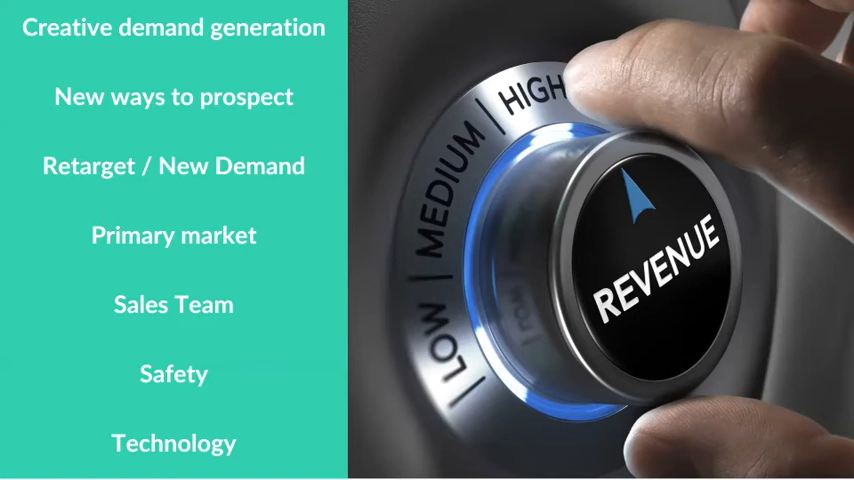 Creative demand generation
New ways to prospect
Retarget / New Demand
Primary market
Sales Team
Safety
Technology
LOW | MEDIUM | HIGH
REVENUE